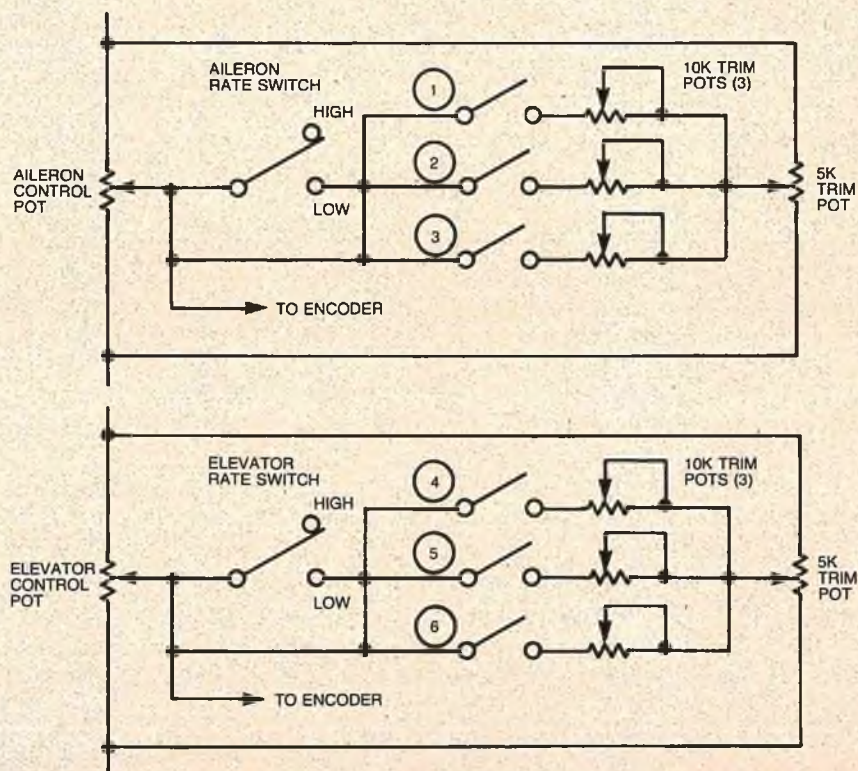 AILERON
RATE SWITCH
HIGH
1
10K TRIM
POTS (3)
AILERON
CONTROL
POT
2
LOW
3
5K
TRIM
POT
TO ENCODER
ELEVATOR
RATE SWITCH
HIGH
4
10K TRIM
POTS (3)
ELEVATOR
CONTROL
POT
5
LOW
6
5K
TRIM
POT
TO ENCODER